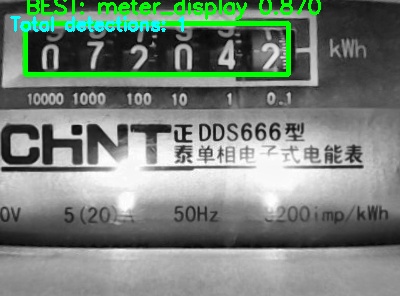 BEST: meter_display 0.870
Total detections: 1
0 7 2 0 4 2 kWh
10000 1000 100 10 1 0.1
CHNT 正泰 DDS666型
单相电子式电能表
0V 5(20)A 50Hz 3200imp/kWh